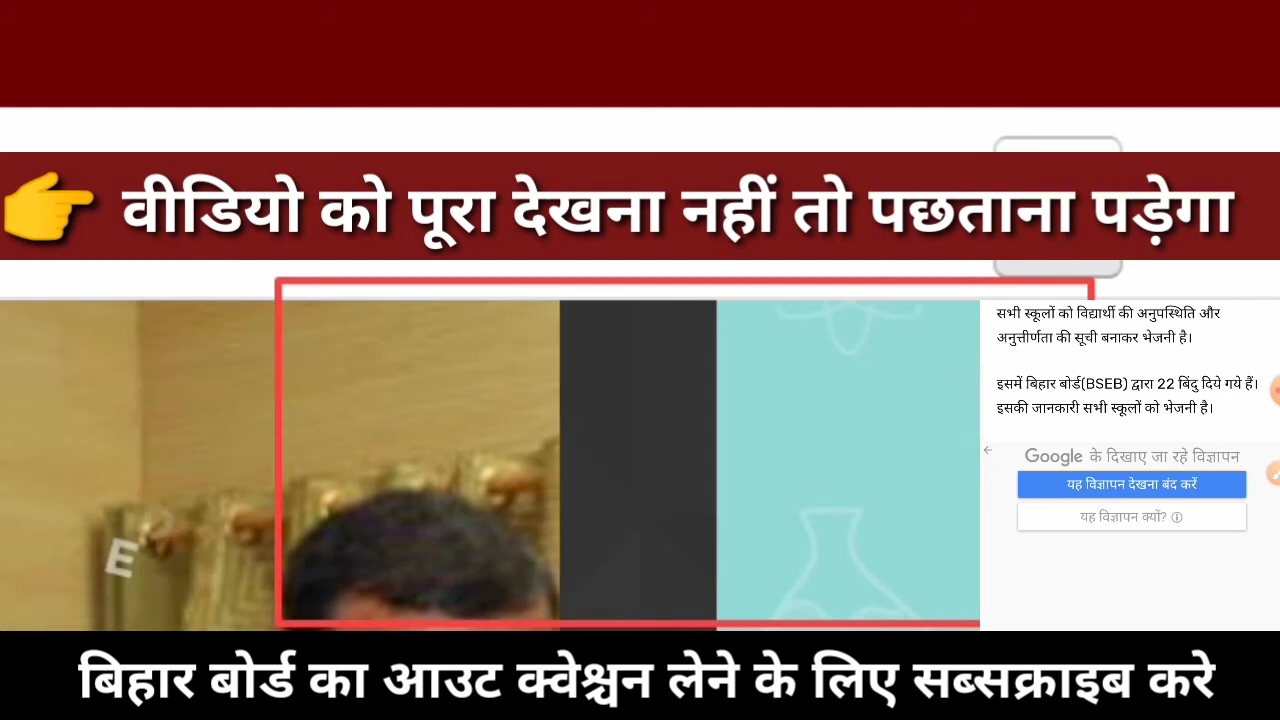 👉 वीडियो को पूरा देखना नहीं तो पछताना पड़ेगा
सभी स्कूलों को विद्यार्थी की अनुपस्थिति और
अनुत्तीर्णता की सूची बनाकर भेजनी है।
इसमें बिहार बोर्ड(BSEB) द्वारा 22 बिंदु दिये गये हैं।
इसकी जानकारी सभी स्कूलों को भेजनी है।
Google के दिखाए जा रहे विज्ञापन
यह विज्ञापन देखना बंद करें
यह विज्ञापन क्यों? ⓘ
E
बिहार बोर्ड का आउट क्वेश्चन लेने के लिए सब्सक्राइब करे